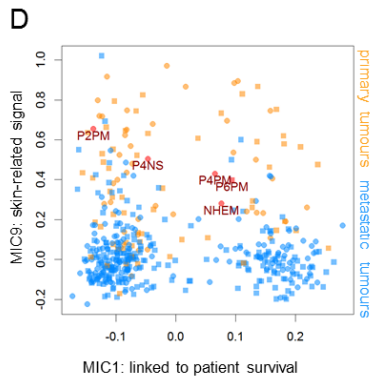 D
MIC9: skin-related signal
1.0
0.8
0.6
0.4
0.2
0.0
-0.2
P2PM
P4NS
P4PM
P6PM
NHEM
-0.1
0.0
0.1
0.2
MIC1: linked to patient survival
primary tumours
metastatic tumours